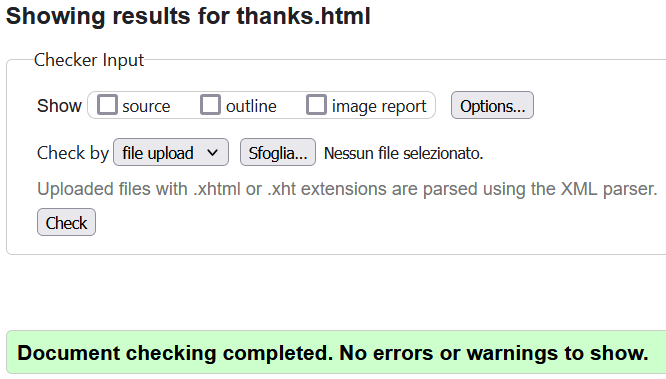 Showing results for thanks.html
Checker Input
Show source outline image report Options...
Check by file upload Sfoglia... Nessun file selezionato.
Uploaded files with .xhtml or .xht extensions are parsed using the XML parser.
Check
Document checking completed. No errors or warnings to show.